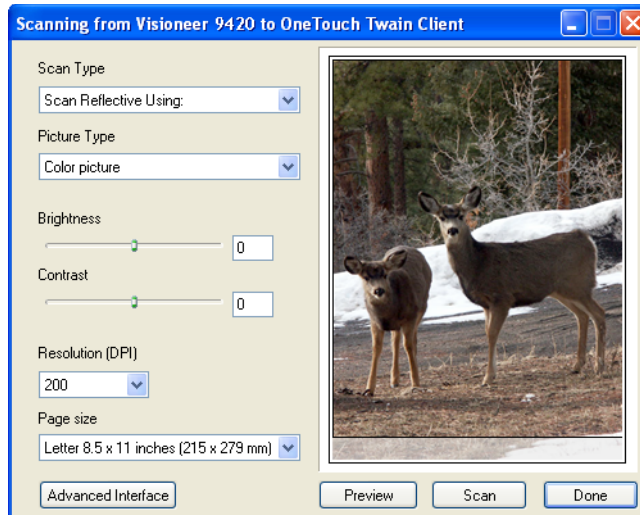 Scanning from Visioneer 9420 to OneTouch Twain Client
Scan Type
Scan Reflective Using:
Picture Type
Color picture
Brightness
0
Contrast
0
Resolution (DPI)
200
Page size
Letter 8.5 x 11 inches (215 x 279 mm)
Advanced Interface
Preview
Scan
Done